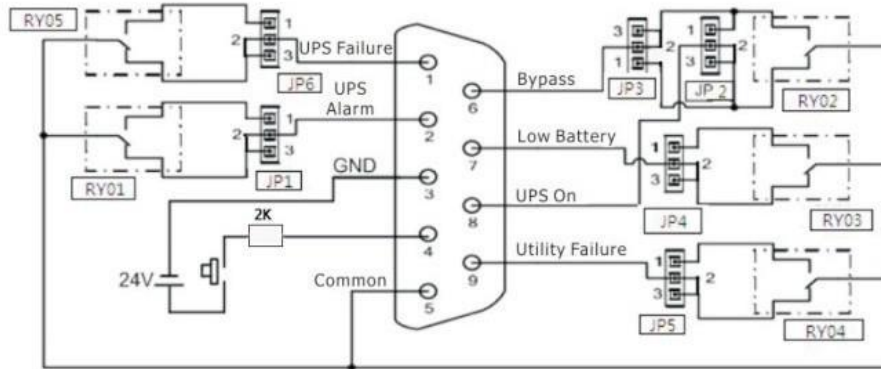 RY05
1
2
3
JP6
UPS Failure
1
UPS
Alarm
RY01
1
2
3
JP1
2
GND
3
2K
4
24V
Common
5
Bypass
6
3
2
1
JP3
1
3
JP 2
RY02
Low Battery
7
1
2
3
JP4
RY03
UPS On
8
Utility Failure
9
1
2
3
JP5
RY04